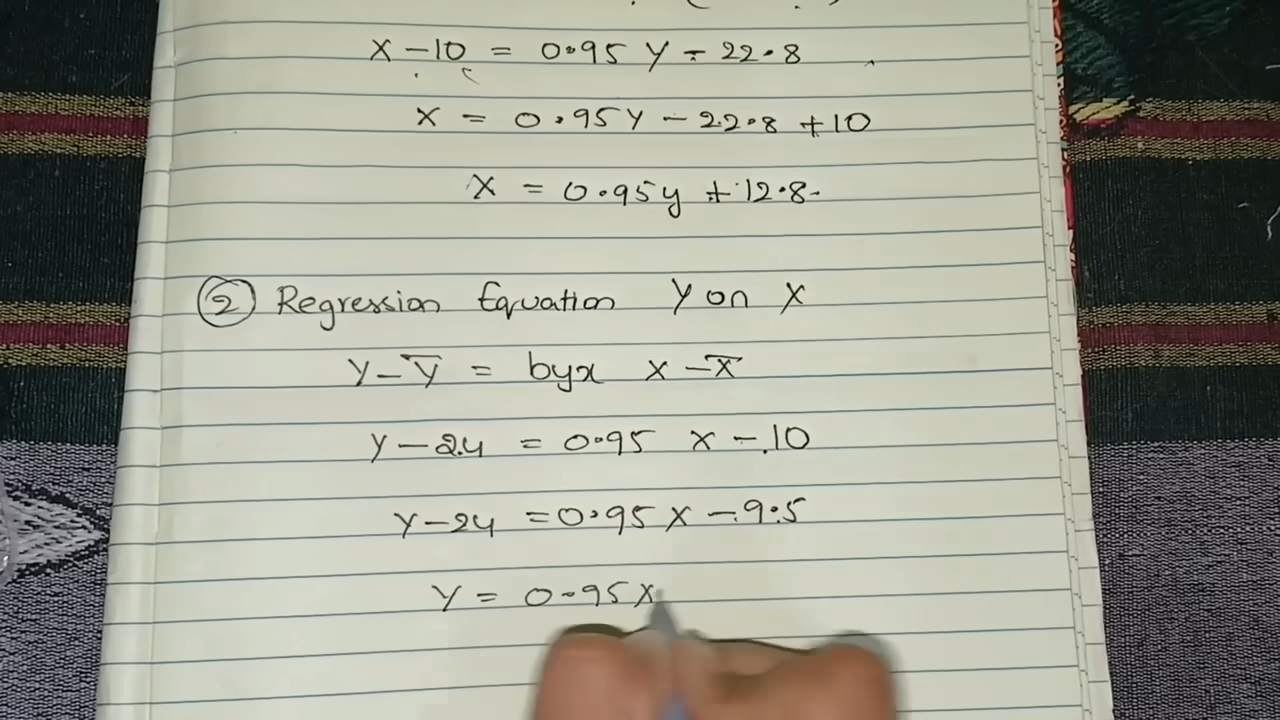 X - 10 = 0.95 Y - 22.8
X = 0.95Y - 22.8 + 10
X = 0.95y + 12.8
② Regression Equation Y on X
Y - Y̅ = byx X - X̅
Y - 24 = 0.95 X - 10
Y - 24 = 0.95 X - 9.5
Y = 0.95X